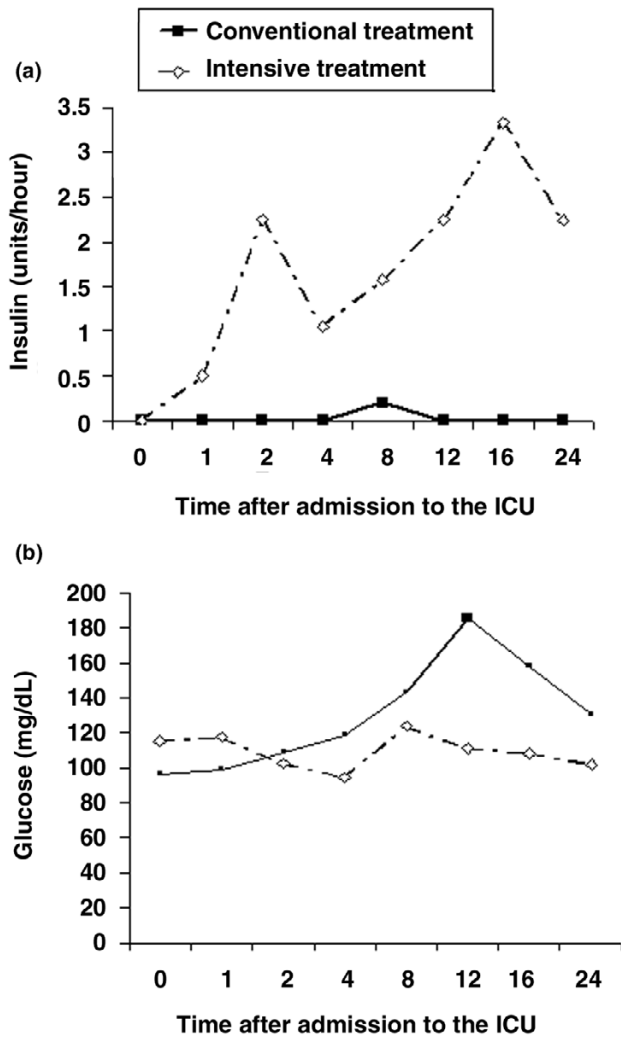 Conventional treatment
Intensive treatment
(a)
3.5
3
2.5
2
1.5
1
0.5
0
Insulin (units/hour)
0 1 2 4 8 12 16 24
Time after admission to the ICU
(b)
200
180
160
140
120
100
80
60
40
20
0
Glucose (mg/dL)
0 1 2 4 8 12 16 24
Time after admission to the ICU